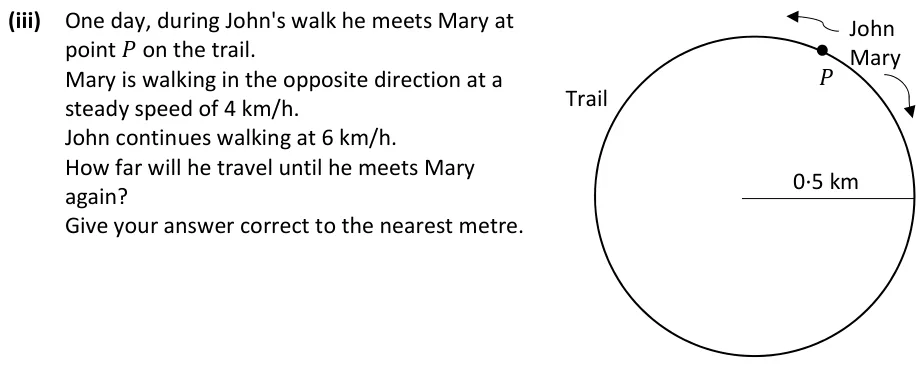 (iii) One day, during John's walk he meets Mary at
point P on the trail.
Mary is walking in the opposite direction at a
steady speed of 4 km/h.
John continues walking at 6 km/h.
How far will he travel until he meets Mary
again?
Give your answer correct to the nearest metre.
John
Mary
P
Trail
0·5 km